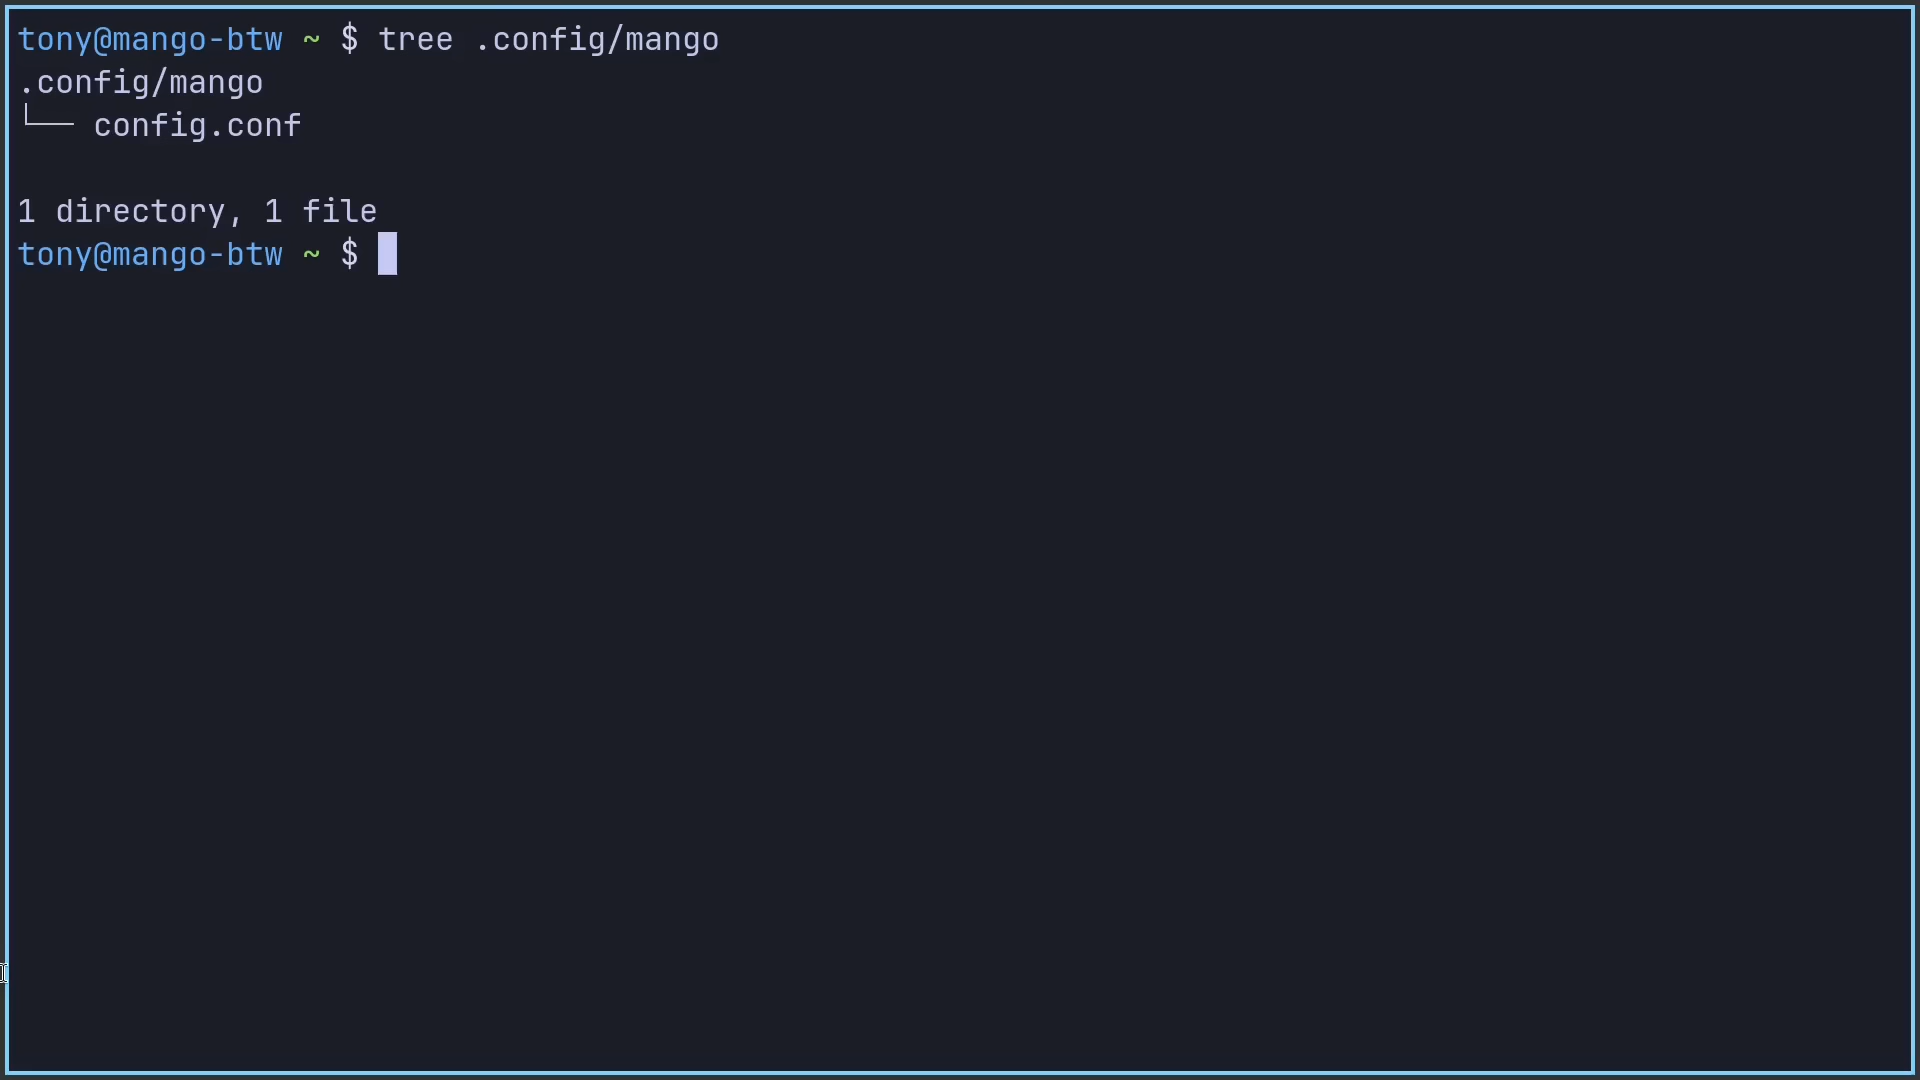 tony@mango-btw ~ $ tree .config/mango
.config/mango
└── config.conf

1 directory, 1 file
tony@mango-btw ~ $